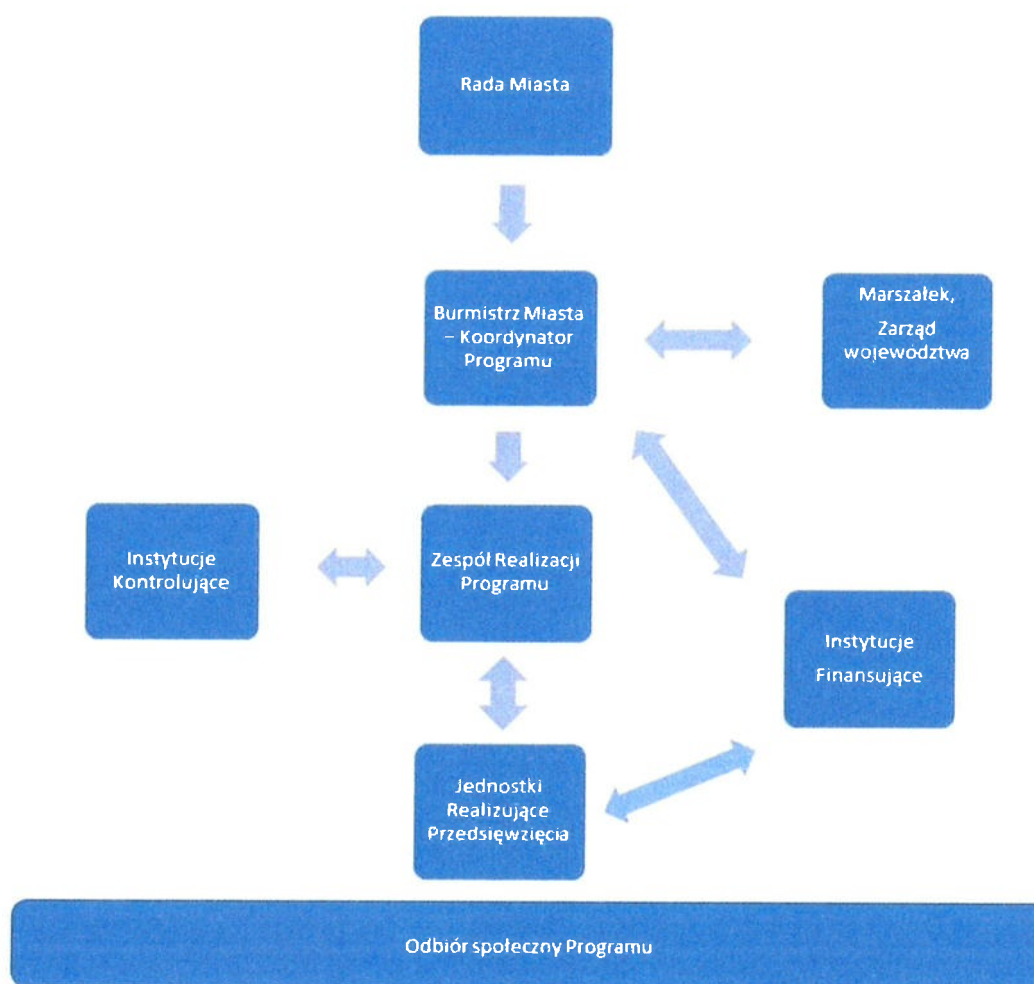 Rada Miasta
Burmistrz Miasta
– Koordynator
Programu
Marszałek,
Zarząd
województwa
Instytucje
Kontrolujące
Zespół Realizacji
Programu
Instytucje
Finansujące
Jednostki
Realizujące
Przedsięwzięcia
Odbiór społeczny Programu